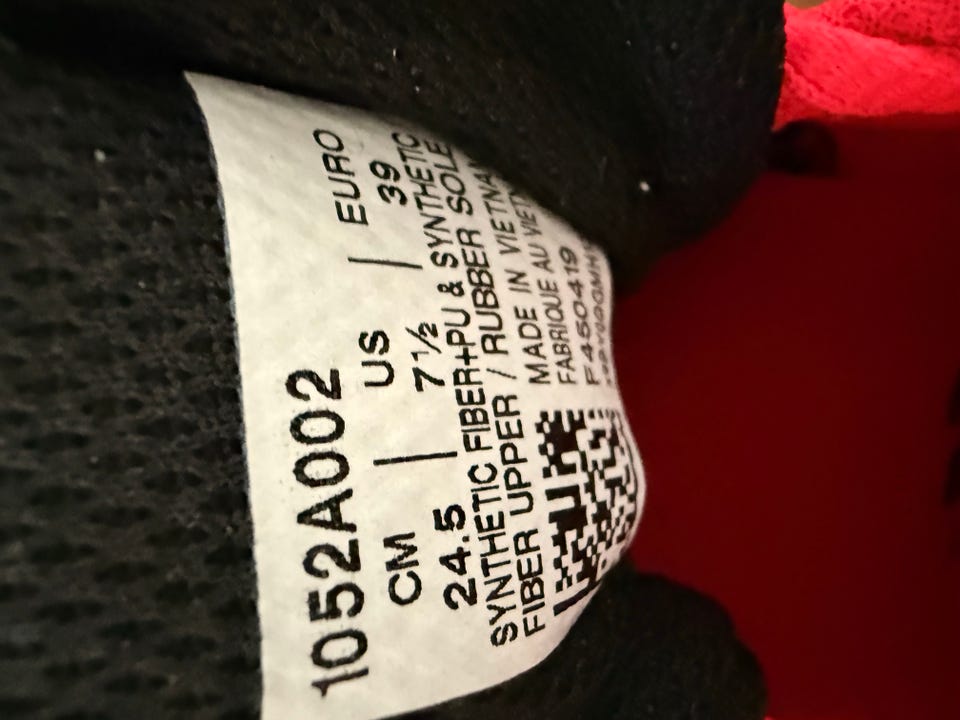 1052A002
CM | US | EURO
24.5 | 7½ | 39
SYNTHETIC FIBER+PU & SYNTHETIC
FIBER UPPER / RUBBER SOLE
MADE IN VIETNAM
FABRIQUE AU
F450419